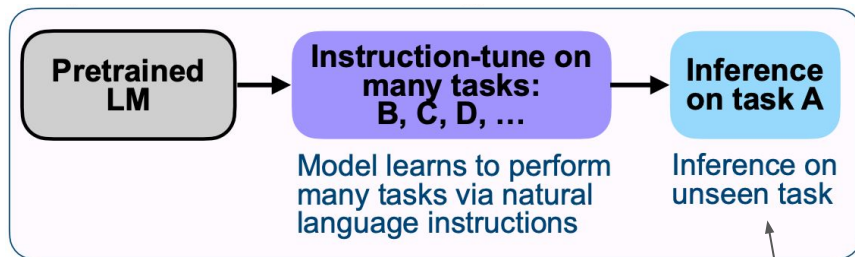 Pretrained
LM
Instruction-tune on
many tasks:
B, C, D, …
Inference
on task A
Model learns to perform
many tasks via natural
language instructions
Inference on
unseen task